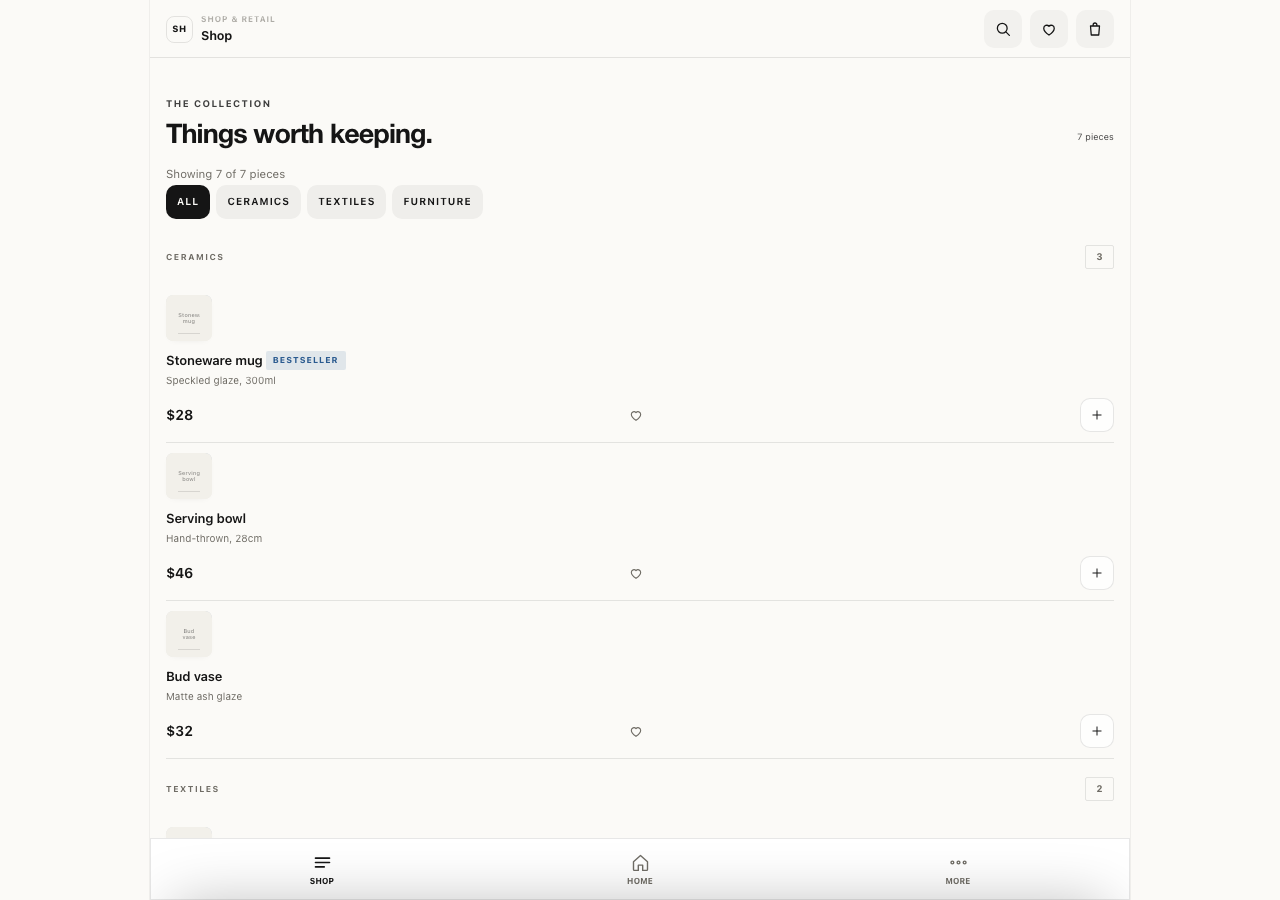 SH
SHOP & RETAIL
Shop
THE COLLECTION
Things worth keeping.
7 pieces
Showing 7 of 7 pieces
ALL
CERAMICS
TEXTILES
FURNITURE
CERAMICS
3
Stonew
mug
Stoneware mug
BESTSELLER
Speckled glaze, 300ml
$28
Serving
bowl
Serving bowl
Hand-thrown, 28cm
$46
Bud
vase
Bud vase
Matte ash glaze
$32
TEXTILES
2
SHOP
HOME
MORE